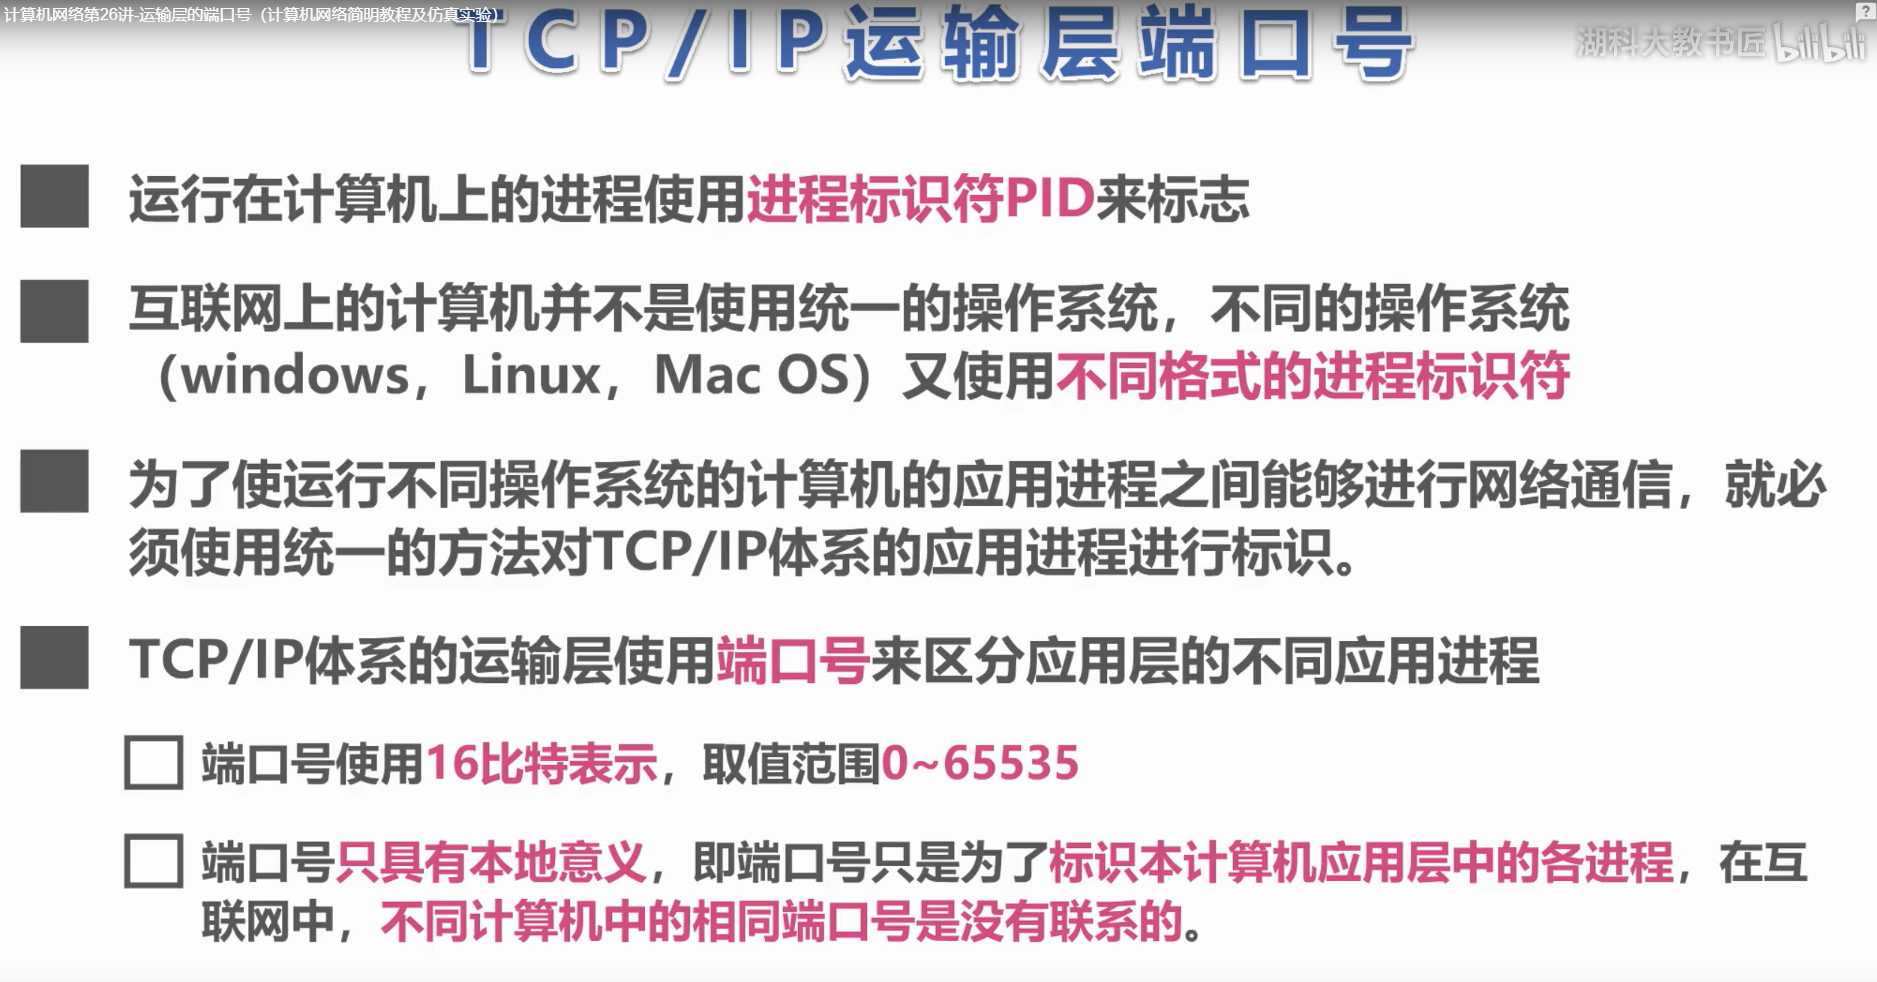 计算机网络第26讲-运输层的端口号（计算机网络简明教程及仿真实验）
TCP/IP运输层端口号
湖科大教书匠 bilibili
运行在计算机上的进程使用进程标识符PID来标志
互联网上的计算机并不是使用统一的操作系统，不同的操作系统
（windows，Linux，Mac OS）又使用不同格式的进程标识符
为了使运行不同操作系统的计算机的应用进程之间能够进行网络通信，就必
须使用统一的方法对TCP/IP体系的应用进程进行标识。
TCP/IP体系的运输层使用端口号来区分应用层的不同应用进程
端口号使用16比特表示，取值范围0~65535
端口号只具有本地意义，即端口号只是为了标识本计算机应用层中的各进程，在互
联网中，不同计算机中的相同端口号是没有联系的。